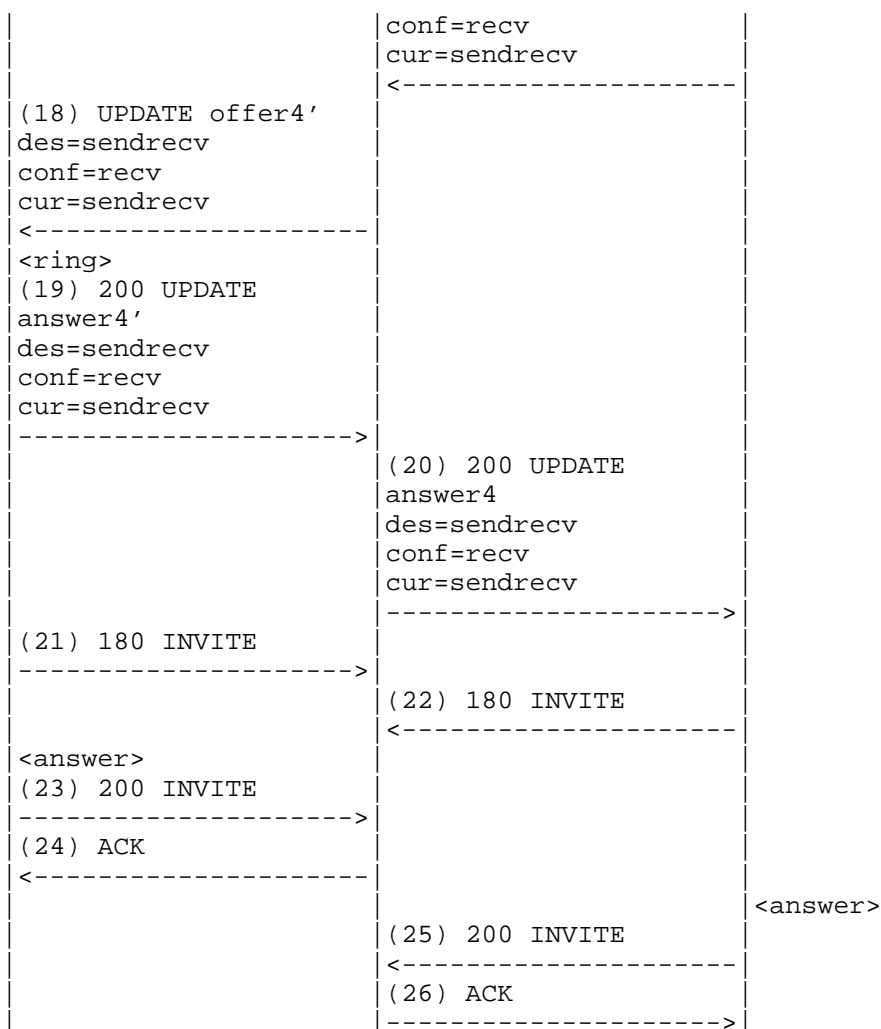 |                      |conf=recv             |
|                      |cur=sendrecv          |
|                      |<---------------------|
|(18) UPDATE offer4’   |                      |
|des=sendrecv          |                      |
|conf=recv             |                      |
|cur=sendrecv          |                      |
|<---------------------|                      |
|<ring>                |                      |
|(19) 200 UPDATE       |                      |
|answer4’              |                      |
|des=sendrecv          |                      |
|conf=recv             |                      |
|cur=sendrecv          |                      |
|--------------------->|                      |
|                      |(20) 200 UPDATE       |
|                      |answer4               |
|                      |des=sendrecv          |
|                      |conf=recv             |
|                      |cur=sendrecv          |
|                      |--------------------->|
|(21) 180 INVITE       |                      |
|--------------------->|                      |
|                      |(22) 180 INVITE       |
|                      |<---------------------|
|<answer>              |                      |
|(23) 200 INVITE       |                      |
|--------------------->|                      |
|(24) ACK              |                      |
|<---------------------|                      |
|                      |                      |<answer>
|                      |(25) 200 INVITE       |
|                      |<---------------------|
|                      |(26) ACK              |
|                      |--------------------->|